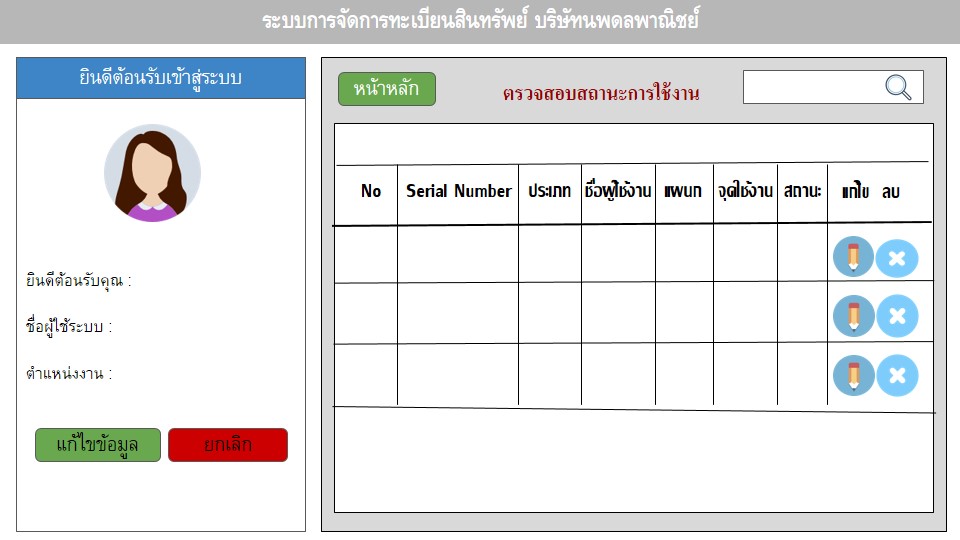 ระบบการจัดการทะเบียนสินทรัพย์ บริษัทนพดลพาณิชย์
ยินดีต้อนรับเข้าสู่ระบบ
ยินดีต้อนรับคุณ :
ชื่อผู้ใช้ระบบ :
ตำแหน่งงาน :
แก้ไขข้อมูล ยกเลิก
หน้าหลัก ตรวจสอบสถานะการใช้งาน
No Serial Number ประเภท ชื่อผู้ใช้งาน แผนก จุดใช้งาน สถานะ แก้ไข ลบ